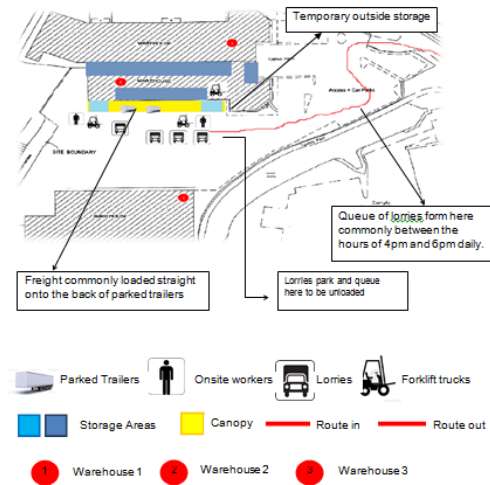 Temporary outside storage
SITE BOUNDARY
Queue of lorries form here
commonly between the
hours of 4pm and 6pm daily.
Freight commonly loaded straight
onto the back of parked trailers
Lorries park and queue
here to be unloaded
Parked Trailers
Onsite workers
Lorries
Forklift trucks
Storage Areas
Canopy
Route in
Route out
1 Warehouse 1
2 Warehouse 2
3 Warehouse 3